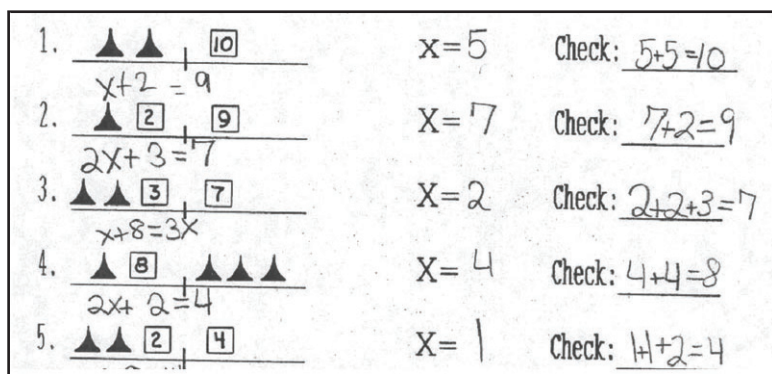 1. 10 X=5 Check: 5+5=10
x+2 = 9
2. 2 9 X=7 Check: 7+2=9
2x+3=7
3. 3 7 X=2 Check: 2+2+3=7
x+8=3x
4. 8 X=4 Check: 4+4=8
2x+2=4
5. 2 4 X=1 Check: 1+1+2=4